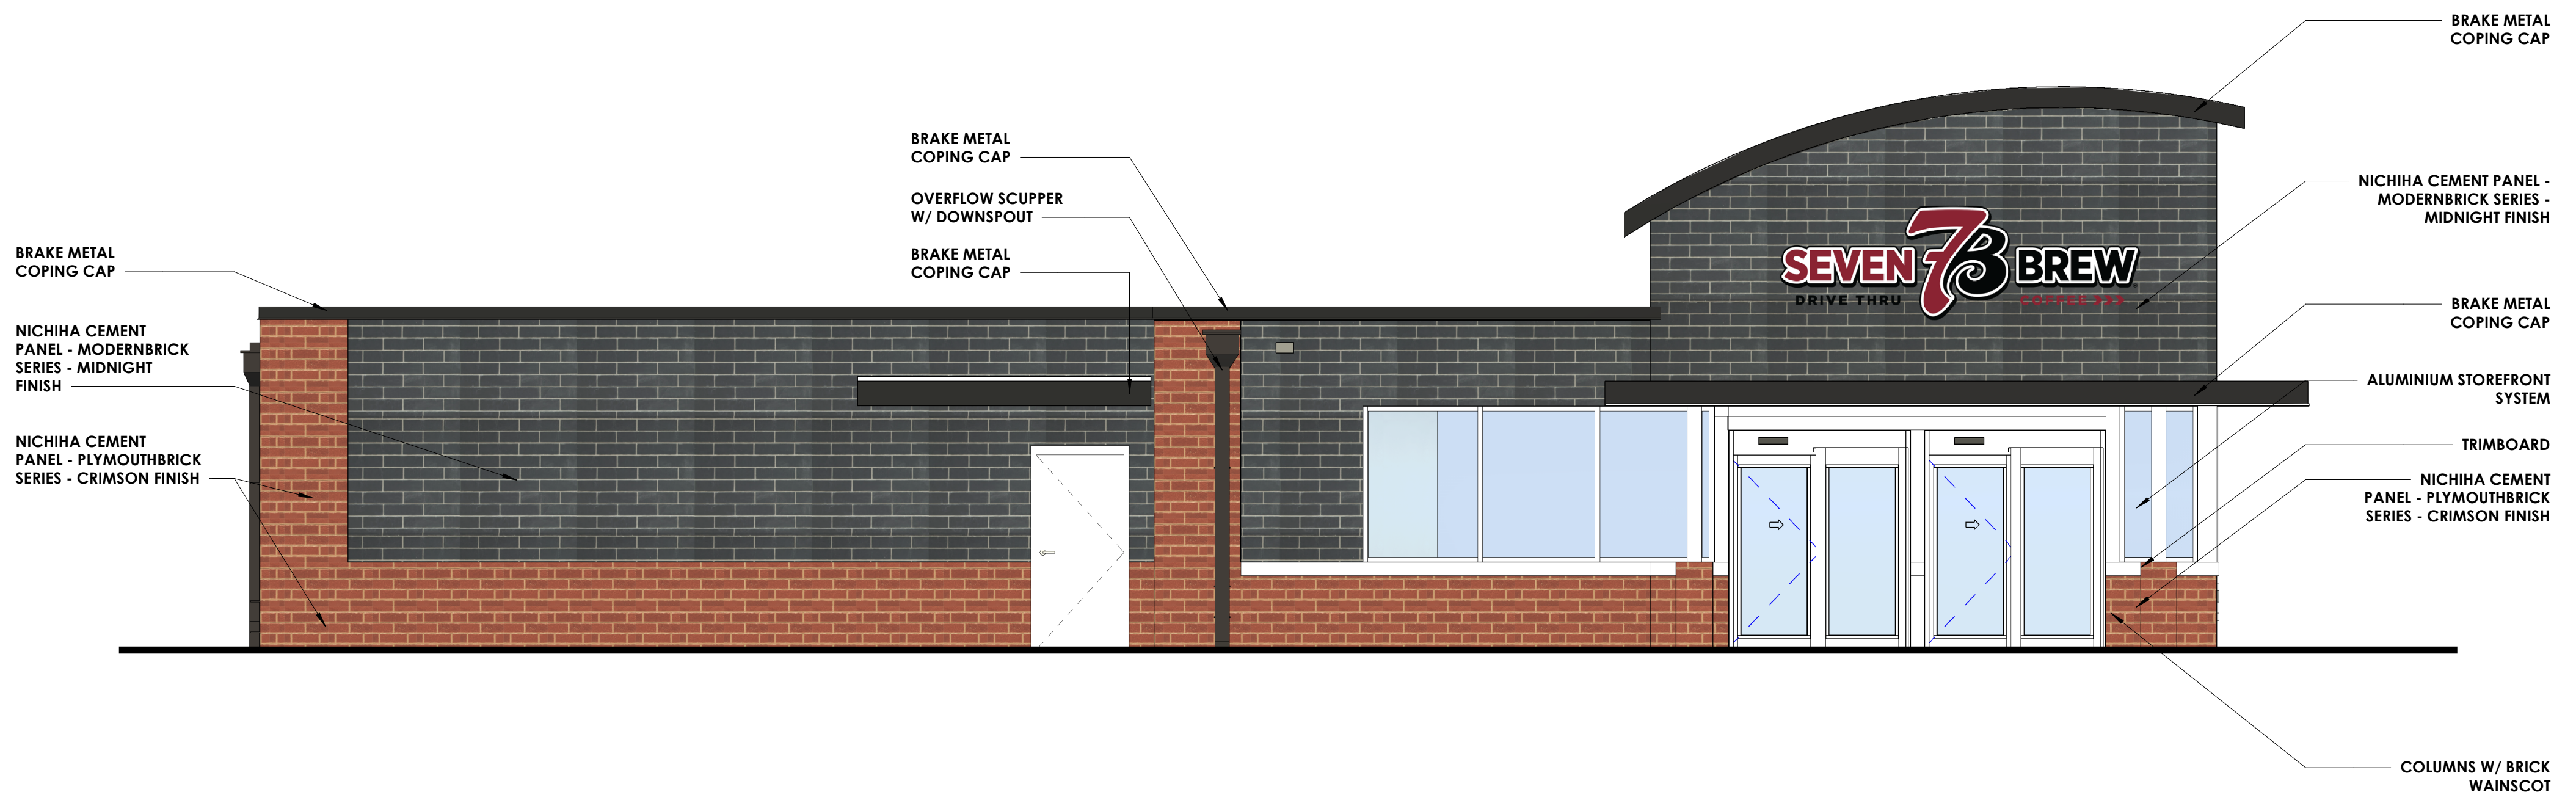 BRAKE METAL
COPING CAP
NICHIHA CEMENT
PANEL - MODERNBRICK
SERIES - MIDNIGHT
FINISH
NICHIHA CEMENT
PANEL - PLYMOUTHBRICK
SERIES - CRIMSON FINISH
BRAKE METAL
COPING CAP
OVERFLOW SCUPPER
W/ DOWNSPOUT
BRAKE METAL
COPING CAP
SEVEN 7B BREW
DRIVE THRU COFFEE >>>
BRAKE METAL
COPING CAP
NICHIHA CEMENT PANEL -
MODERNBRICK SERIES -
MIDNIGHT FINISH
BRAKE METAL
COPING CAP
ALUMINIUM STOREFRONT
SYSTEM
TRIMBOARD
NICHIHA CEMENT
PANEL - PLYMOUTHBRICK
SERIES - CRIMSON FINISH
COLUMNS W/ BRICK
WAINSCOT